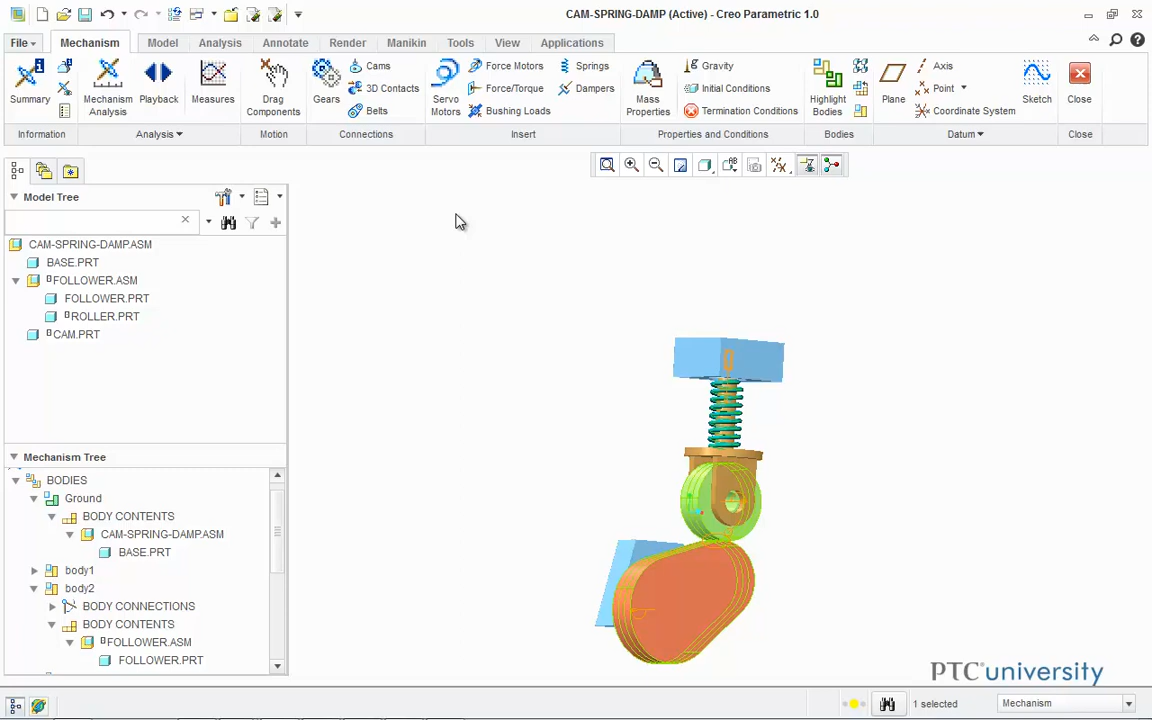 CAM-SPRING-DAMP (Active) - Creo Parametric 1.0
File Mechanism Model Analysis Annotate Render Manikin Tools View Applications
Summary
Mechanism Analysis
Playback
Measures
Drag Components
Gears
Cams
3D Contacts
Belts
Servo Motors
Force Motors
Force/Torque
Bushing Loads
Springs
Dampers
Mass Properties
Gravity
Initial Conditions
Termination Conditions
Highlight Bodies
Plane
Axis
Point
Coordinate System
Sketch
Close
Information Analysis Motion Connections Insert Properties and Conditions Bodies Datum Close
Model Tree
CAM-SPRING-DAMP.ASM
BASE.PRT
FOLLOWER.ASM
FOLLOWER.PRT
ROLLER.PRT
CAM.PRT
Mechanism Tree
BODIES
Ground
BODY CONTENTS
CAM-SPRING-DAMP.ASM
BASE.PRT
body1
body2
BODY CONNECTIONS
BODY CONTENTS
FOLLOWER.ASM
FOLLOWER.PRT
PTC university
1 selected
Mechanism